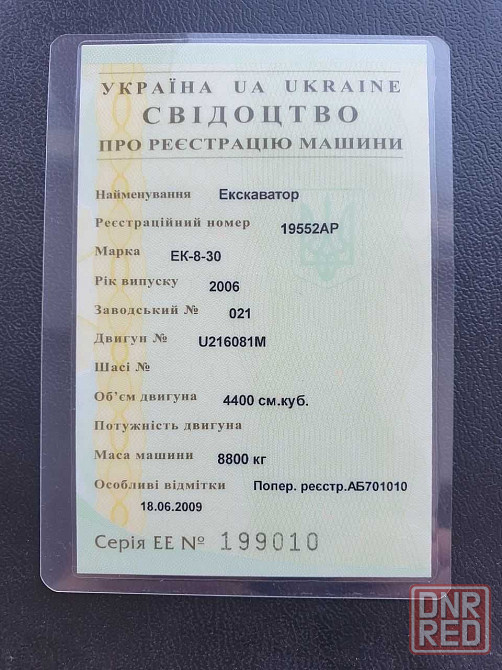 УКРАЇНА UA UKRAINE
СВІДОЦТВО
ПРО РЕЄСТРАЦІЮ МАШИНИ
Найменування Екскаватор
Реєстраційний номер 19552АР
Марка ЕК-8-30
Рік випуску 2006
Заводський № 021
Двигун № U216081M
Шасі №
Об'єм двигуна 4400 см.куб.
Потужність двигуна
Маса машини 8800 кг
Особливі відмітки Попер. реєстр.АБ701010
18.06.2009
Серія ЕЕ № 199010
DNR
RED